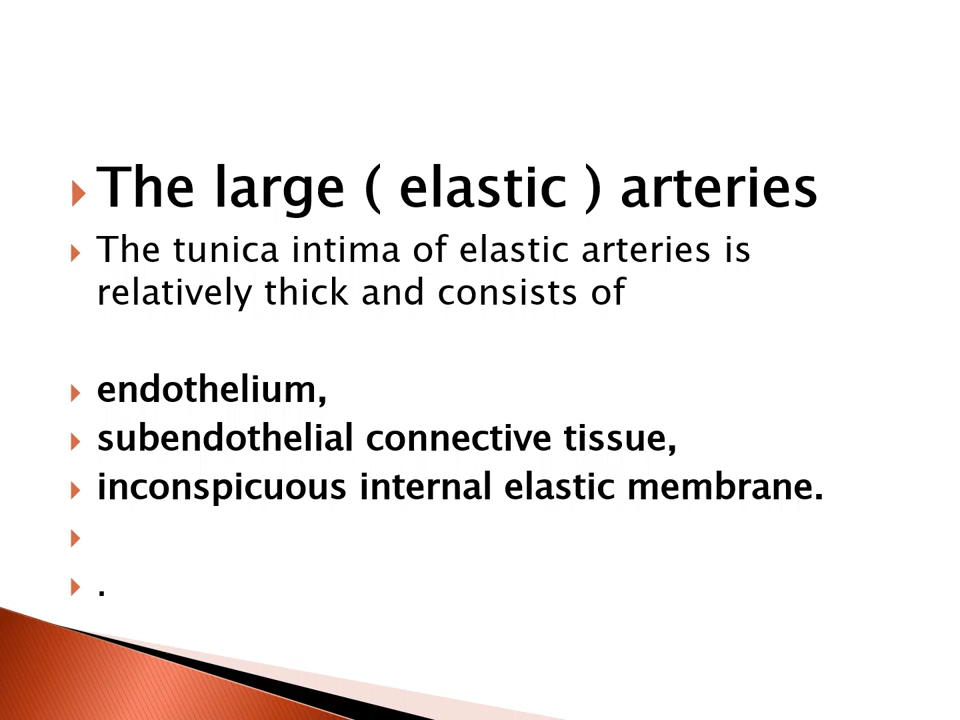 The large ( elastic ) arteries
The tunica intima of elastic arteries is
relatively thick and consists of
endothelium,
subendothelial connective tissue,
inconspicuous internal elastic membrane.
.